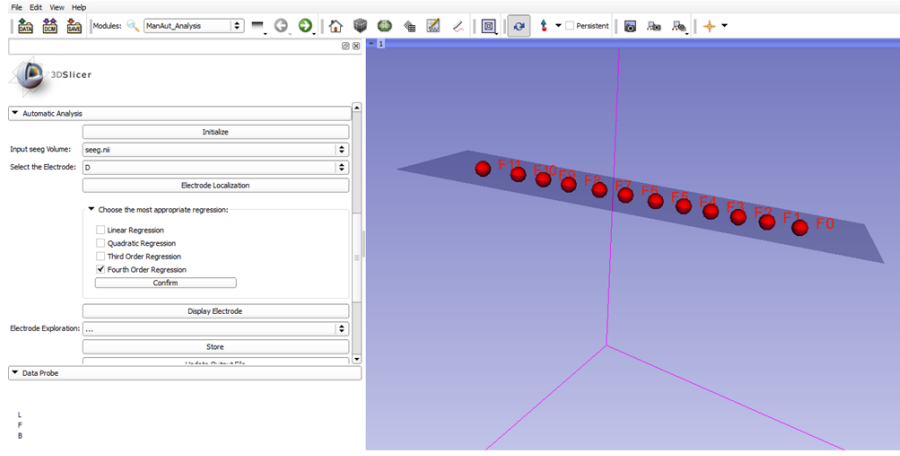 File Edit View Help
DATA DCM SAVE Modules: ManAut_Analysis Persistent
1
3DSlicer
Automatic Analysis
Initialize
Input seeg Volume: seeg.nii
Select the Electrode: D
Electrode Localization
Choose the most appropriate regression:
Linear Regression
Quadratic Regression
Third Order Regression
Fourth Order Regression
Confirm
Display Electrode
Electrode Exploration: ...
Store
Update Output File
Data Probe
L
F
B
F11 F10 F9 F8 F7 F6 F5 F4 F3 F2 F1 F0